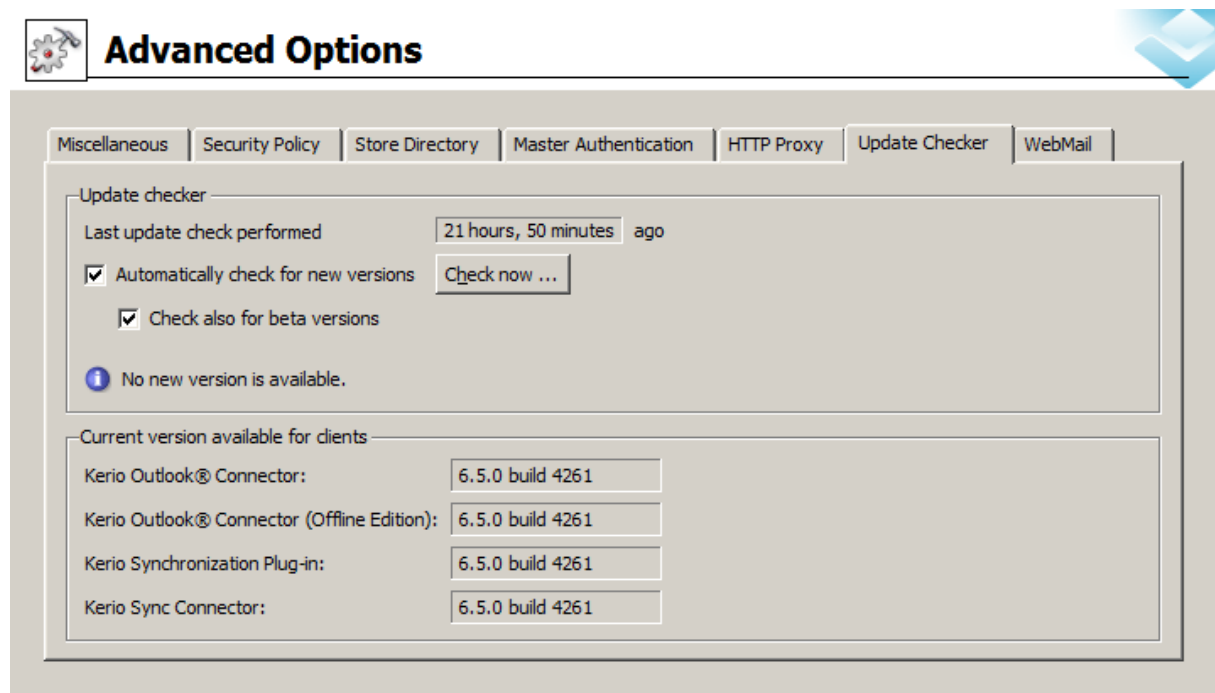 Advanced Options
Miscellaneous Security Policy Store Directory Master Authentication HTTP Proxy Update Checker WebMail
Update checker
Last update check performed 21 hours, 50 minutes ago
Automatically check for new versions Check now ...
Check also for beta versions
No new version is available.
Current version available for clients
Kerio Outlook® Connector: 6.5.0 build 4261
Kerio Outlook® Connector (Offline Edition): 6.5.0 build 4261
Kerio Synchronization Plug-in: 6.5.0 build 4261
Kerio Sync Connector: 6.5.0 build 4261